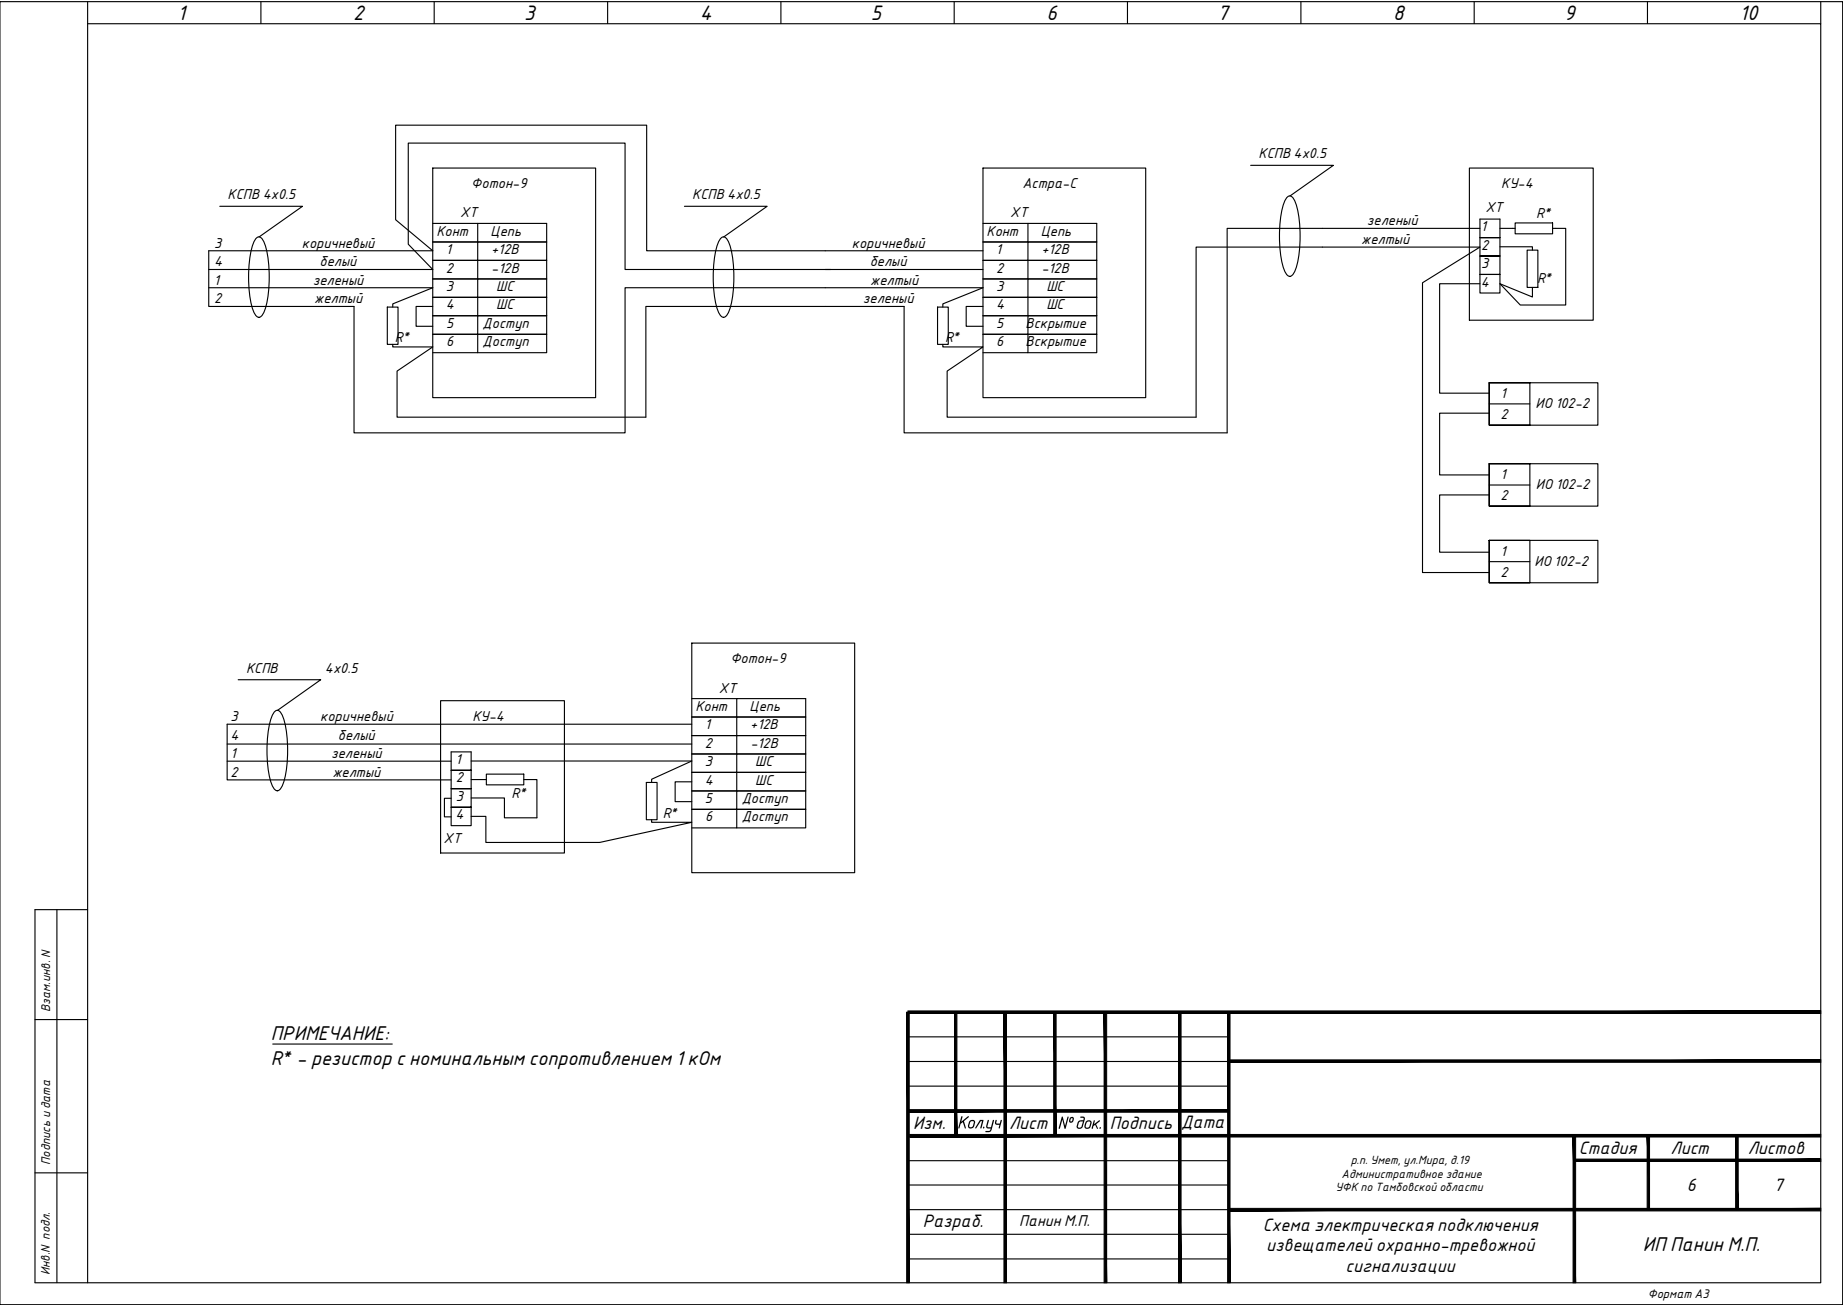 1 2 3 4 5 6 7 8 9 10
КСПВ 4х0.5
3 коричневый
4 белый
1 зеленый
2 желтый
Фотон-9
ХТ
Конт Цепь
1 +12В
2 -12В
3 ШС
4 ШС
5 Доступ
6 Доступ
R*
КСПВ 4х0.5
коричневый
белый
желтый
зеленый
Астра-С
ХТ
Конт Цепь
1 +12В
2 -12В
3 ШС
4 ШС
5 Вскрытие
6 Вскрытие
R*
КСПВ 4х0.5
зеленый
желтый
КУ-4
ХТ
1
2
3
4
R*
R*
1
2
ИО 102-2
1
2
ИО 102-2
1
2
ИО 102-2
КСПВ 4х0.5
3 коричневый
4 белый
1 зеленый
2 желтый
КУ-4
1
2
3
4
R*
ХТ
Фотон-9
ХТ
Конт Цепь
1 +12В
2 -12В
3 ШС
4 ШС
5 Доступ
6 Доступ
R*
ПРИМЕЧАНИЕ:
R* - резистор с номинальным сопротивлением 1 кОм
Взам.инв. N
Подпись и дата
Инв.N подл.
Изм. Кол.уч Лист №док. Подпись Дата
Разраб. Панин М.П.
р.п. Умет, ул.Мира, д.19
Административное здание
УФК по Тамбовской области
Стадия Лист Листов
6 7
Схема электрическая подключения
извещателей охранно-тревожной
сигнализации
ИП Панин М.П.
Формат А3